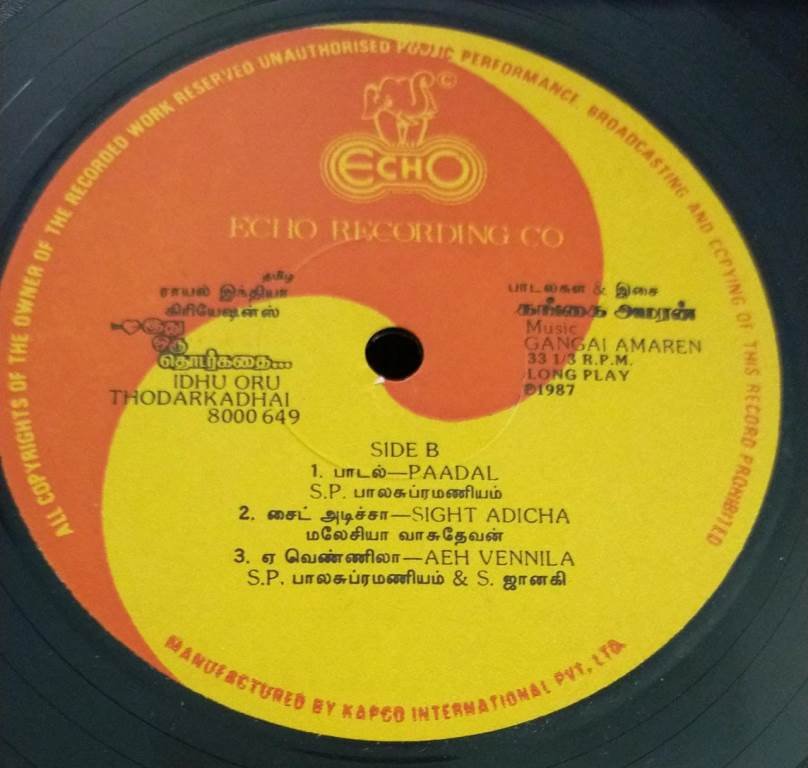 ALL COPYRIGHTS OF THE OWNER OF THE RECORDED WORK RESERVED UNAUTHORISED PUBLIC PERFORMANCE. BROADCASTING AND COPYING OF THIS RECORD PROHIBITED
©
ECHO
ECHO RECORDING CO
தமிழ்
ராயல் இந்தியா
கிரியேஷன்ஸ்
இது
ஒரு
தொடர்கதை...
IDHU ORU
THODARKADHAI
8000 649
பாடல்கள் & இசை
கங்கை அமரன்
Music
GANGAI AMAREN
33 1/3 R.P.M.
LONG PLAY
℗1987
SIDE B
1. பாடல்—PAADAL
S.P. பாலசுப்ரமணியம்
2. சைட் அடிச்சா—SIGHT ADICHA
மலேசியா வாசுதேவன்
3. ஏ வெண்ணிலா—AEH VENNILA
S.P. பாலசுப்ரமணியம் & S. ஜானகி
MANUFACTURED BY KAPCO INTERNATIONAL PVT, LTD.